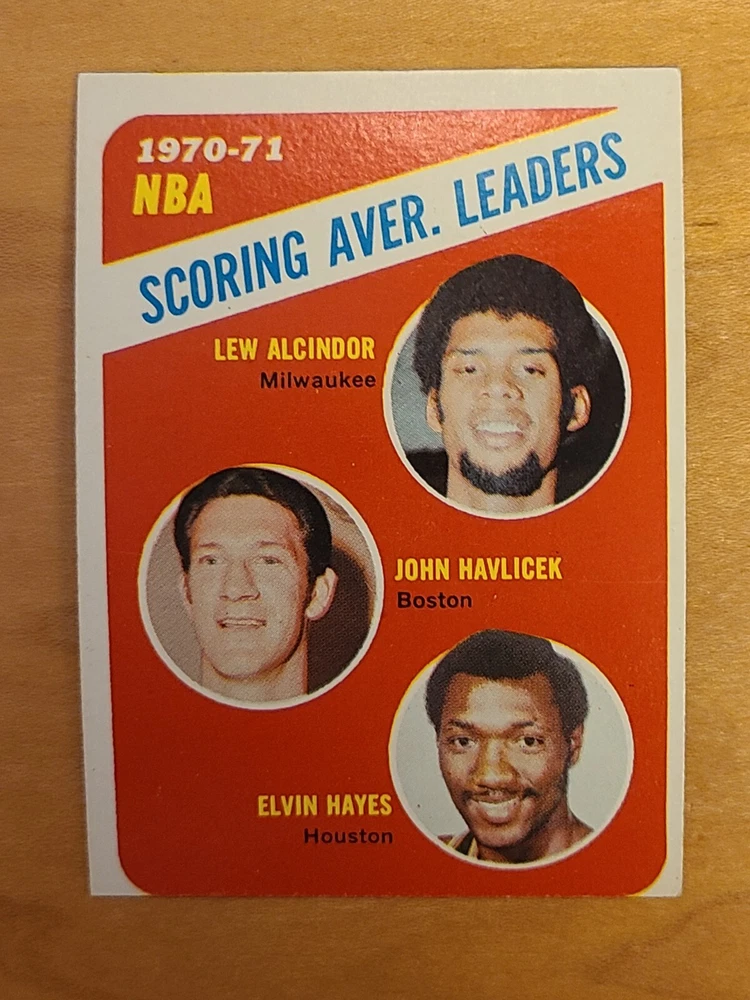 1970-71
NBA
SCORING AVER. LEADERS
LEW ALCINDOR
Milwaukee
JOHN HAVLICEK
Boston
ELVIN HAYES
Houston